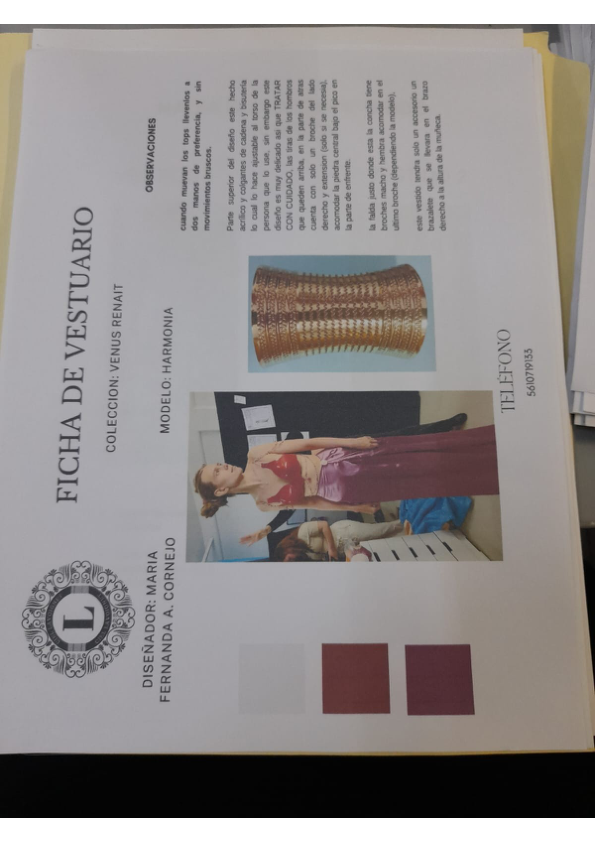 L
FICHA DE VESTUARIO
COLECCION: VENUS RENAIT
DISEÑADOR: MARIA
FERNANDA A. CORNEJO
MODELO: HARMONIA
OBSERVACIONES
cuando muevan los tops llevenlos a
dos manos de preferencia, y sin
movimientos bruscos.
Parte superior del diseño este hecho
acrilico y colgantes de cadena y bisuteria
lo cual lo hace ajustable al torso de la
persona que lo use, sin embargo este
diseño es muy delicado asi que TRATAR
CON CUIDADO, las tiras de los hombros
que queden arriba, en la parte de atras
cuenta con solo un broche del lado
derecho y extension (solo si se necesia),
acomodar la piedra central bajo el pico en
la parte de enfrente.
la falda justo donde esta la concha tiene
broches macho y hembra acomodar en el
ultimo broche (dependiendo la modelo).
este vestido tendra solo un accesorio un
brazalete que se llevara en el brazo
derecho a la altura de la muñeca.
TELÉFONO
5610719133